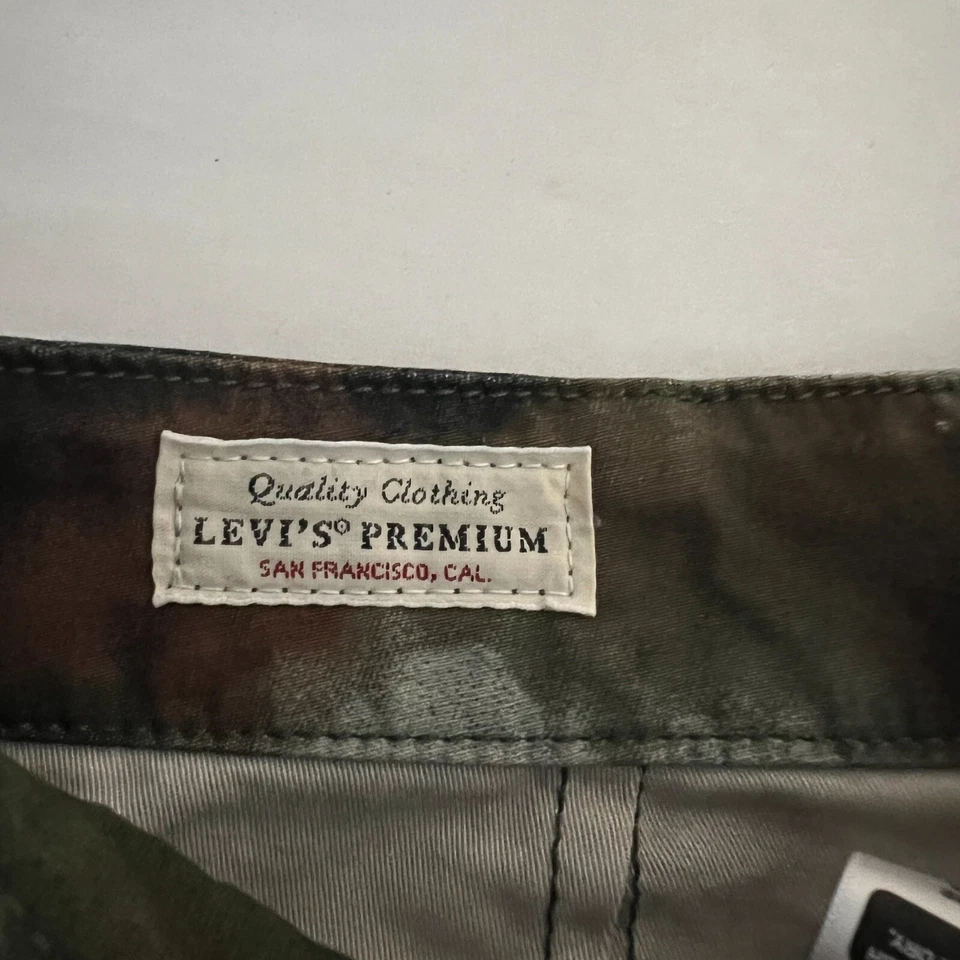 Quality Clothing
LEVI'S® PREMIUM
SAN FRANCISCO, CAL.